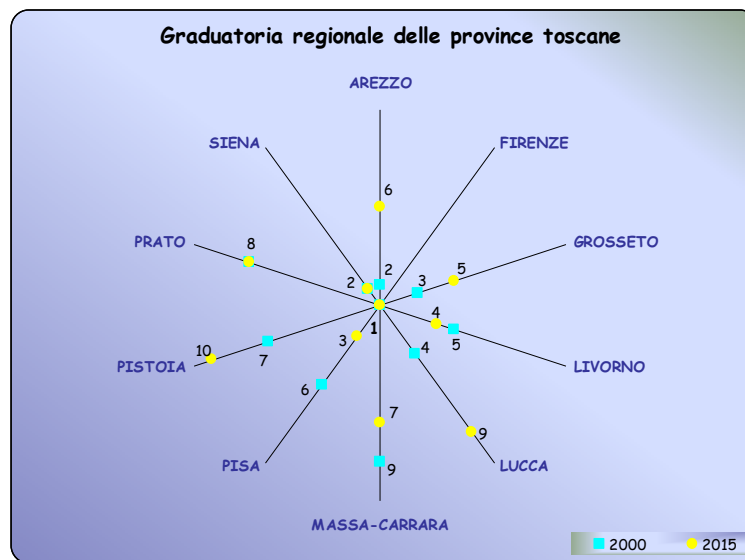 Graduatoria regionale delle province toscane
AREZZO
SIENA
FIRENZE
6
PRATO
8
GROSSETO
2
2
3
5
1
3
4
5
10
7
4
PISTOIA
LIVORNO
6
7
9
9
PISA
LUCCA
MASSA-CARRARA
2000
2015